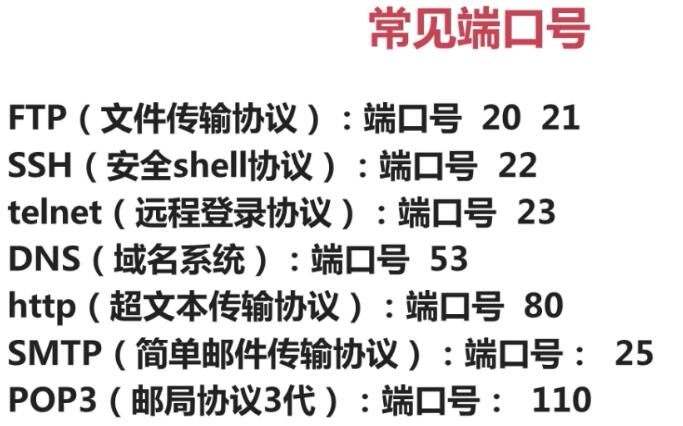 常见端口号
FTP（文件传输协议）：端口号 20 21
SSH（安全shell协议）：端口号 22
telnet（远程登录协议）：端口号 23
DNS（域名系统）：端口号 53
http（超文本传输协议）：端口号 80
SMTP（简单邮件传输协议）：端口号： 25
POP3（邮局协议3代）：端口号： 110